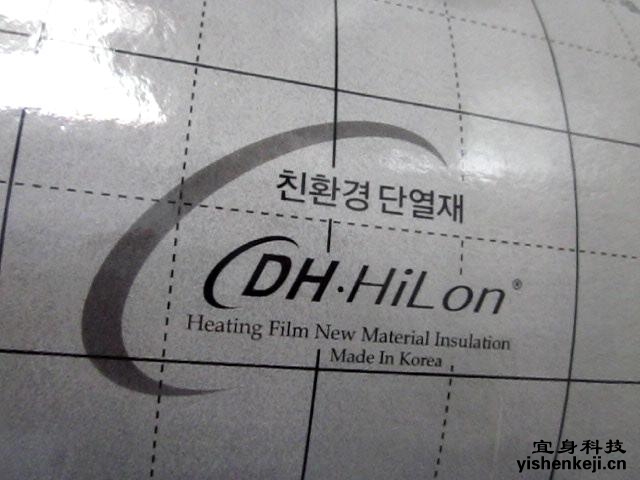 친환경 단열재
DH·HiLon®
Heating Film New Material Insulation
Made In Korea
宜身科技
yishenkeji.cn